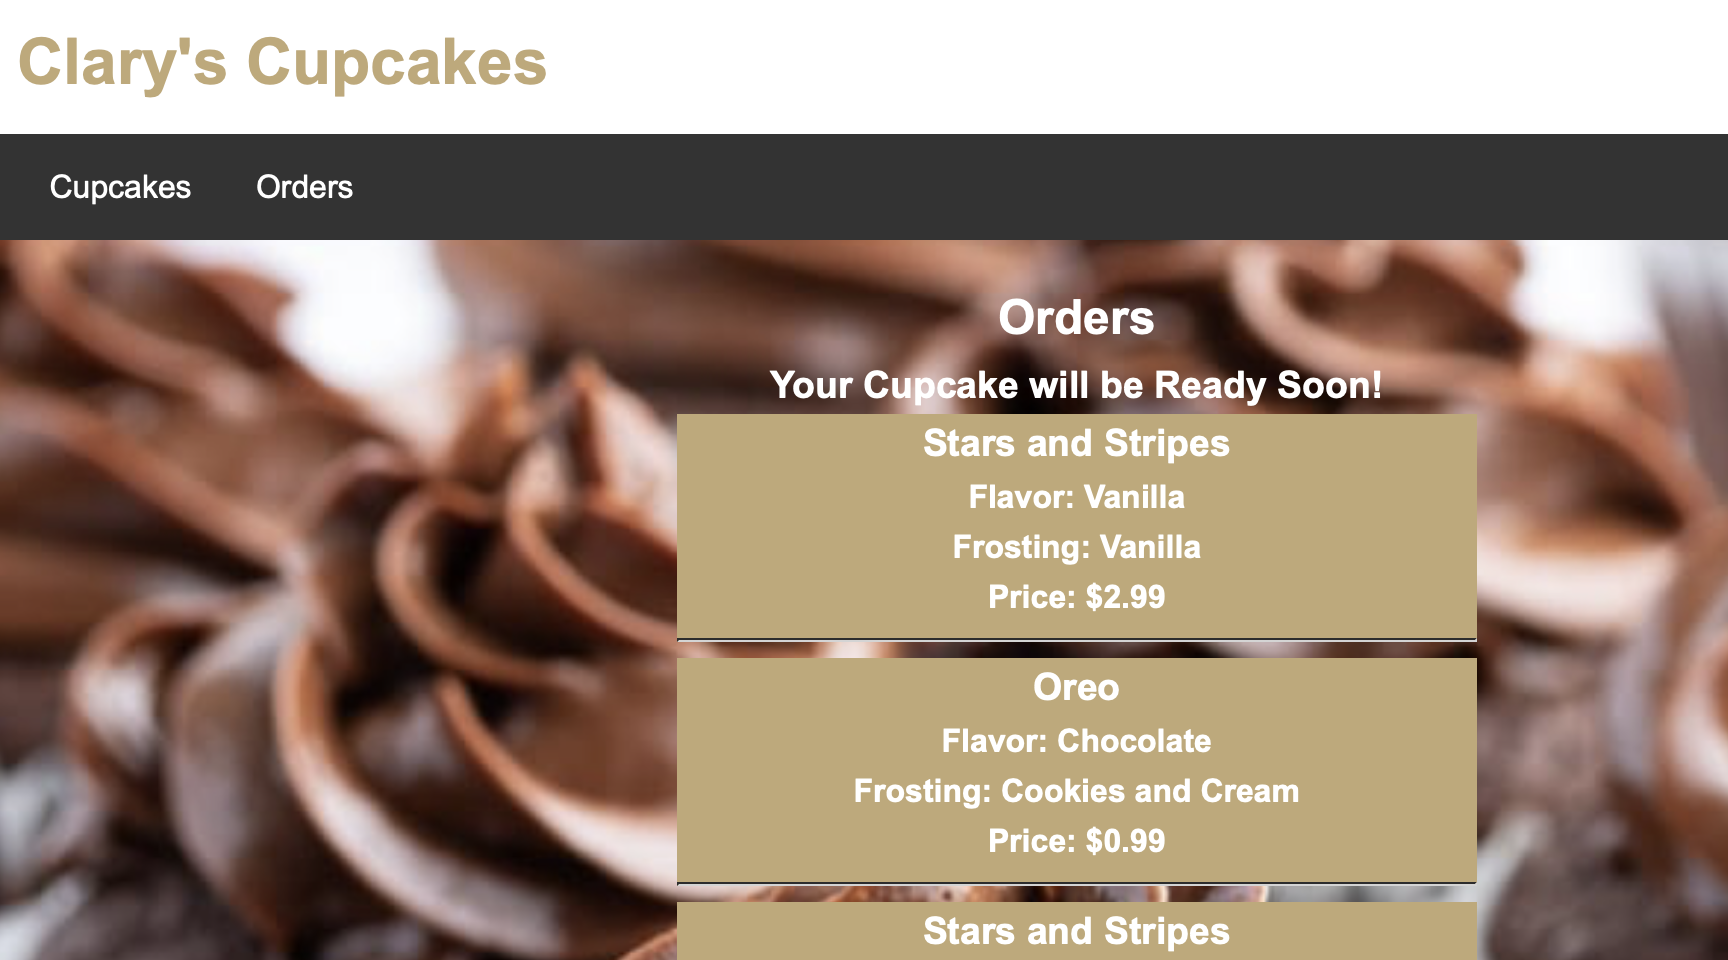 Clary's Cupcakes
Cupcakes Orders
Orders
Your Cupcake will be Ready Soon!
Stars and Stripes
Flavor: Vanilla
Frosting: Vanilla
Price: $2.99
Oreo
Flavor: Chocolate
Frosting: Cookies and Cream
Price: $0.99
Stars and Stripes